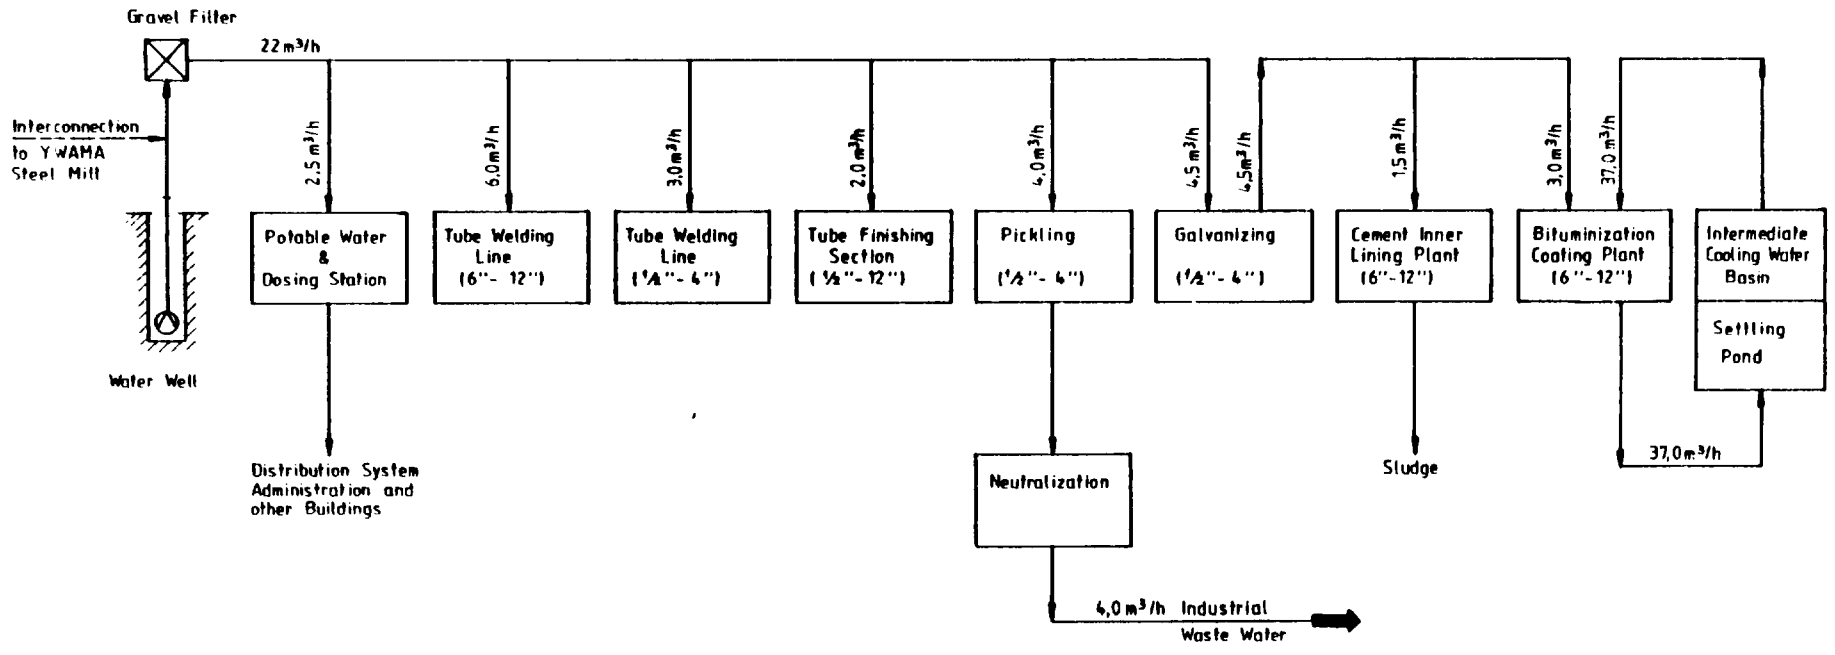 Gravel Filter
22 m³/h
Interconnection
to YWAMA
Steel Mill
Water Well
2,5 m³/h
6,0 m³/h
3,0 m³/h
2,0 m³/h
4,0 m³/h
4,5 m³/h
4,5 m³/h
1,5 m³/h
3,0 m³/h
37,0 m³/h
Potable Water
&
Dosing Station
Tube Welding
Line
(6"- 12")
Tube Welding
Line
(1/2"- 4")
Tube Finishing
Section
(1/2"- 12")
Pickling
(1/2"- 4")
Galvanizing
(1/2"- 4")
Cement Inner
Lining Plant
(6"-12")
Bituminization
Coating Plant
(6"-12")
Intermediate
Cooling Water
Basin
Settling
Pond
Distribution System
Administration and
other Buildings
Neutralization
Sludge
37,0 m³/h
4,0 m³/h Industrial
Waste Water